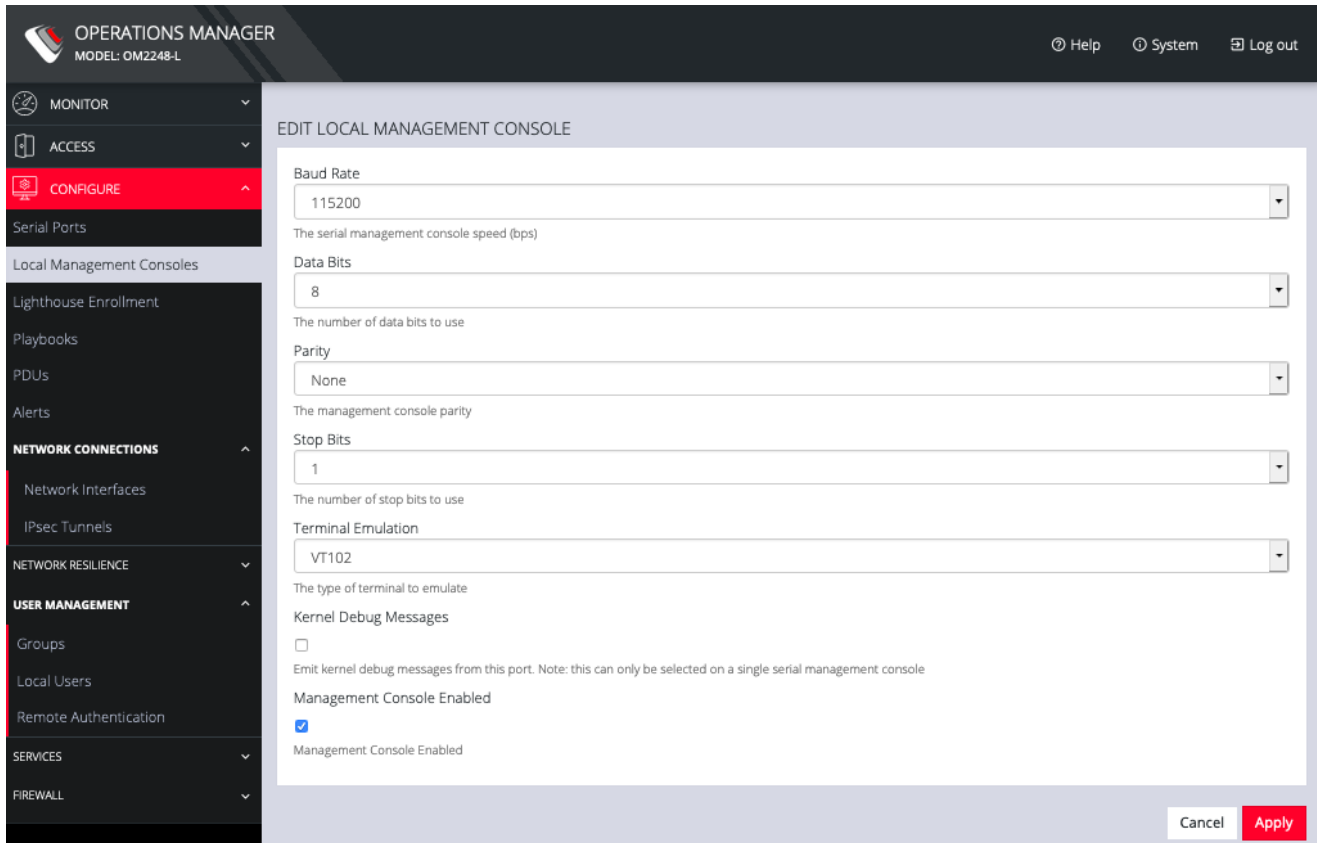 OPERATIONS MANAGER
MODEL: OM2248-L
Help
System
Log out
MONITOR
ACCESS
CONFIGURE
Serial Ports
Local Management Consoles
Lighthouse Enrollment
Playbooks
PDUs
Alerts
NETWORK CONNECTIONS
Network Interfaces
IPsec Tunnels
NETWORK RESILIENCE
USER MANAGEMENT
Groups
Local Users
Remote Authentication
SERVICES
FIREWALL
EDIT LOCAL MANAGEMENT CONSOLE
Baud Rate
115200
The serial management console speed (bps)
Data Bits
8
The number of data bits to use
Parity
None
The management console parity
Stop Bits
1
The number of stop bits to use
Terminal Emulation
VT102
The type of terminal to emulate
Kernel Debug Messages
Emit kernel debug messages from this port. Note: this can only be selected on a single serial management console
Management Console Enabled
Management Console Enabled
Cancel
Apply